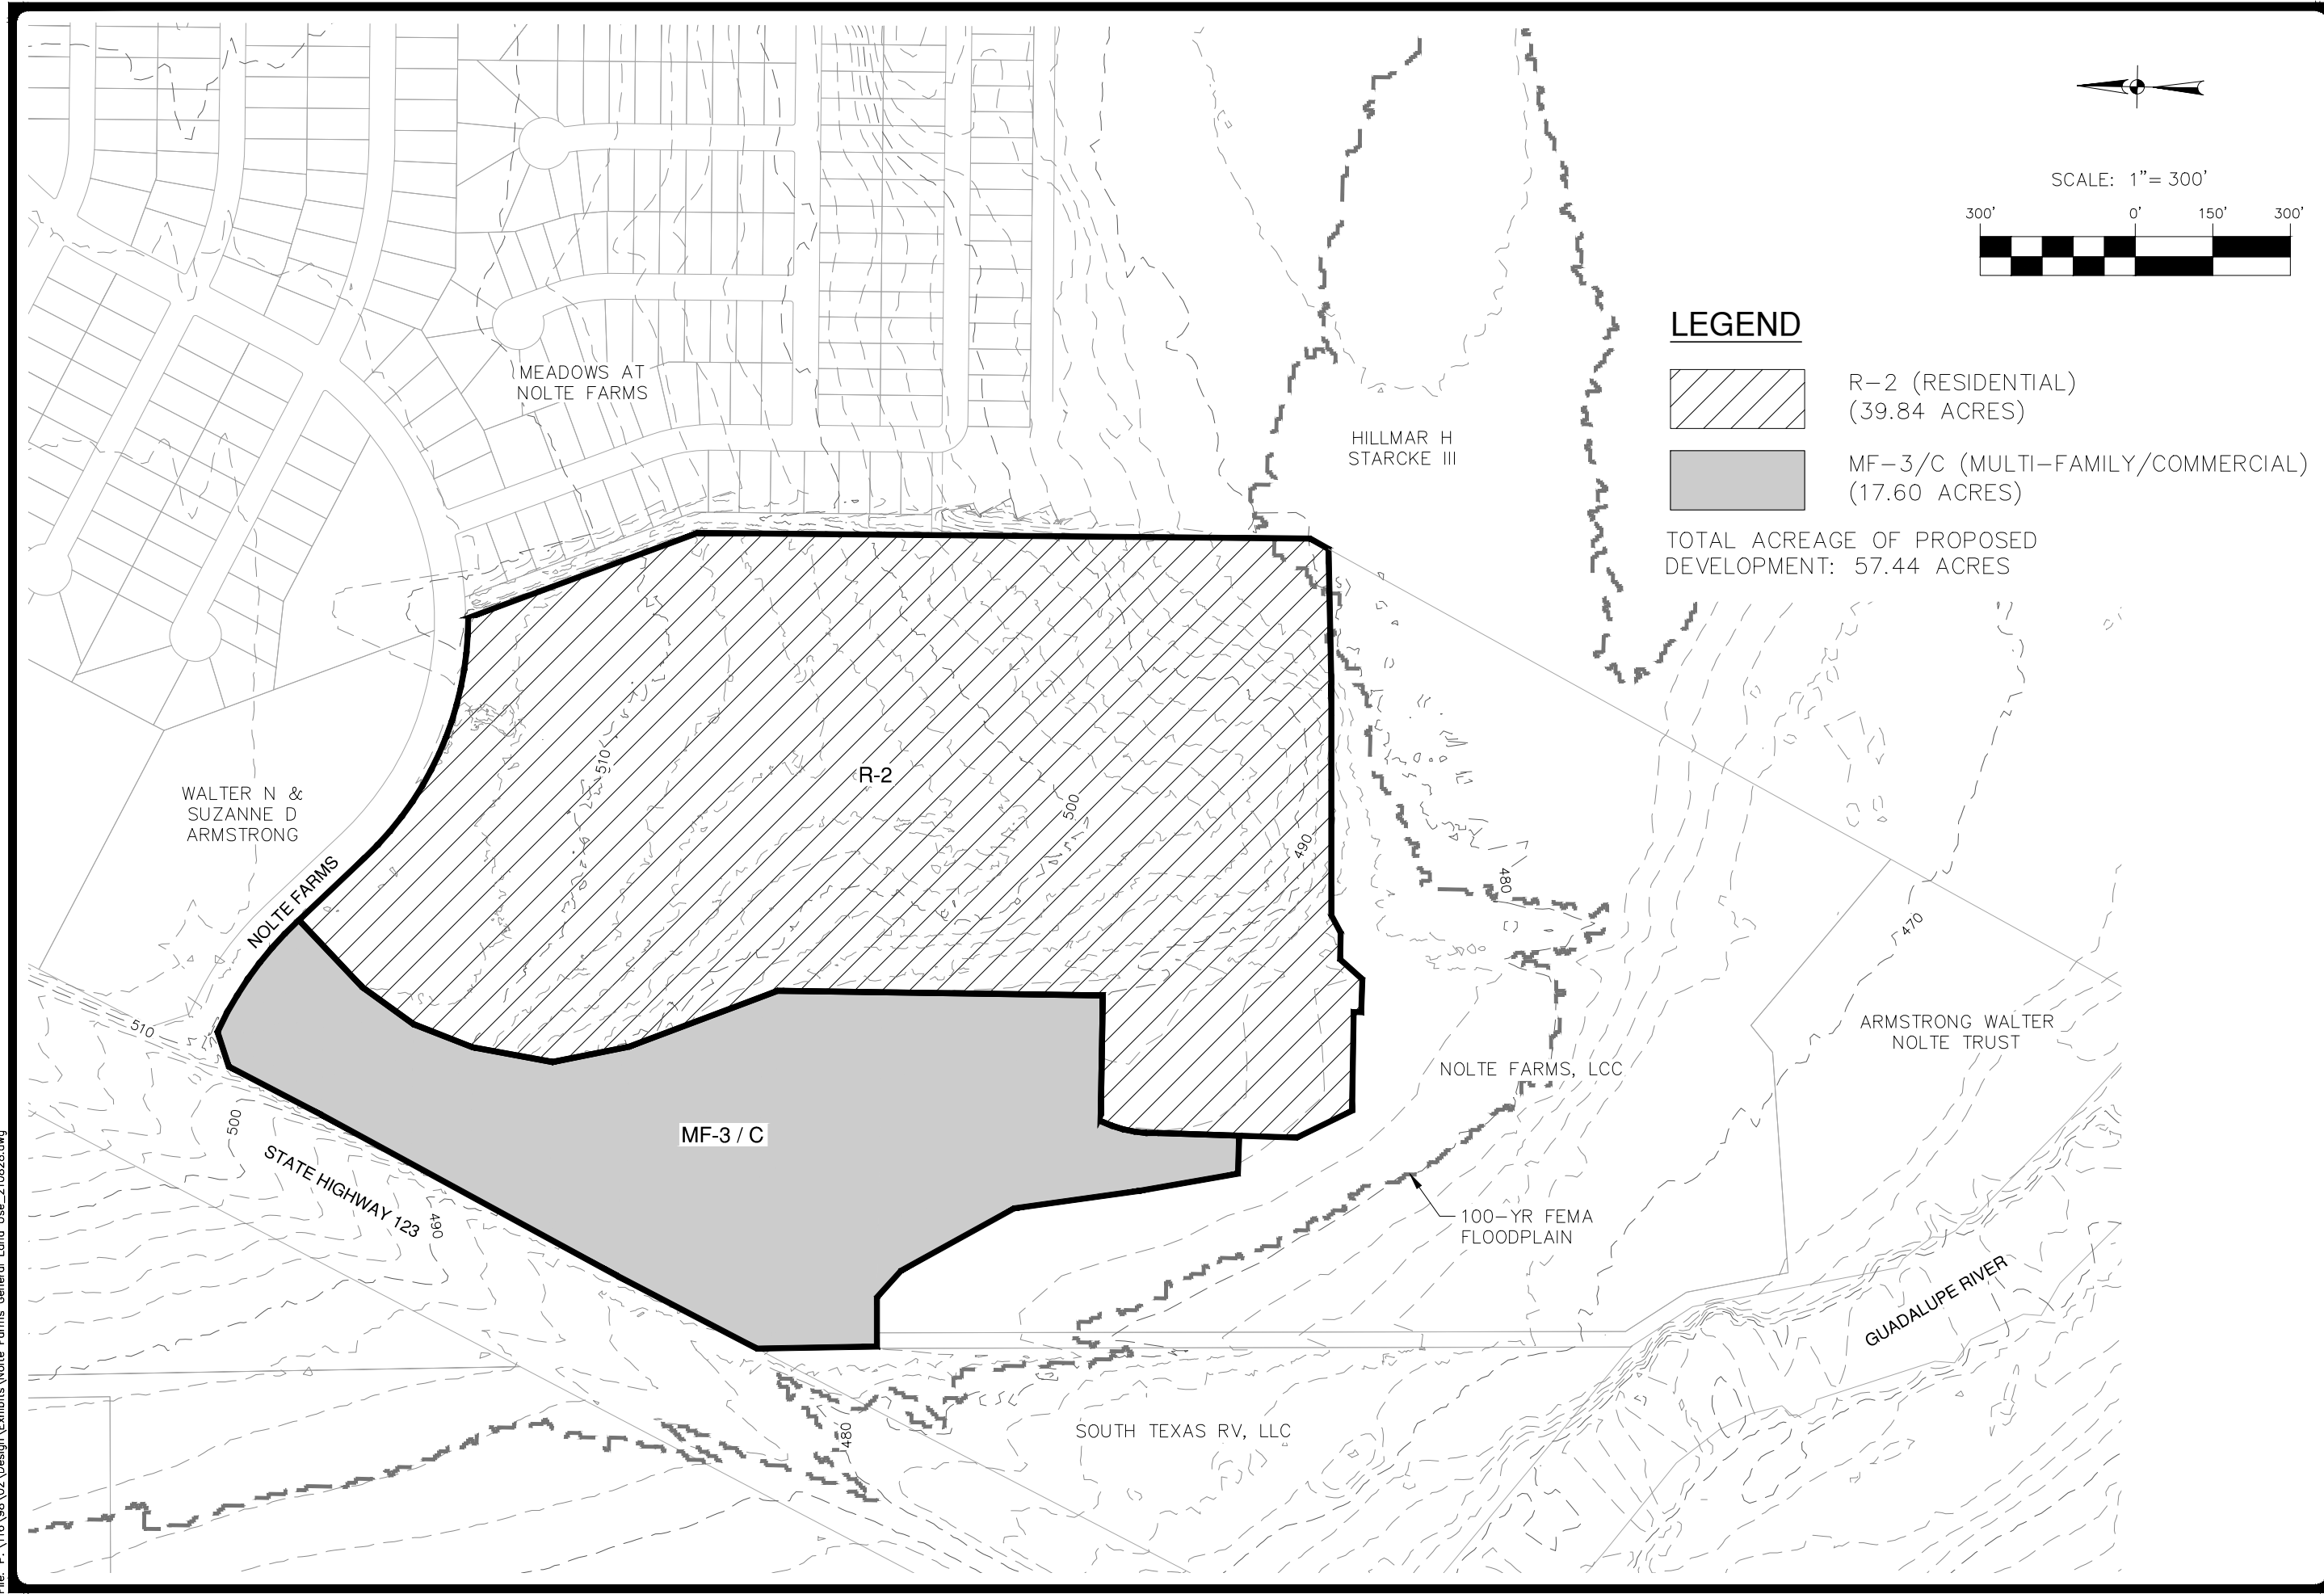 SCALE: 1"= 300'
300'
0'
150'
300'
LEGEND
R-2 (RESIDENTIAL)
(39.84 ACRES)
MF-3/C (MULTI-FAMILY/COMMERCIAL)
(17.60 ACRES)
TOTAL ACREAGE OF PROPOSED
DEVELOPMENT: 57.44 ACRES
MEADOWS AT
NOLTE FARMS
HILLMAR H
STARCKE III
WALTER N &
SUZANNE D
ARMSTRONG
NOLTE FARMS
510
R-2
500
490
480
470
510
ARMSTRONG WALTER
NOLTE TRUST
NOLTE FARMS, LCC
500
MF-3 / C
STATE HIGHWAY 123
490
100-YR FEMA
FLOODPLAIN
GUADALUPE RIVER
480
SOUTH TEXAS RV, LLC